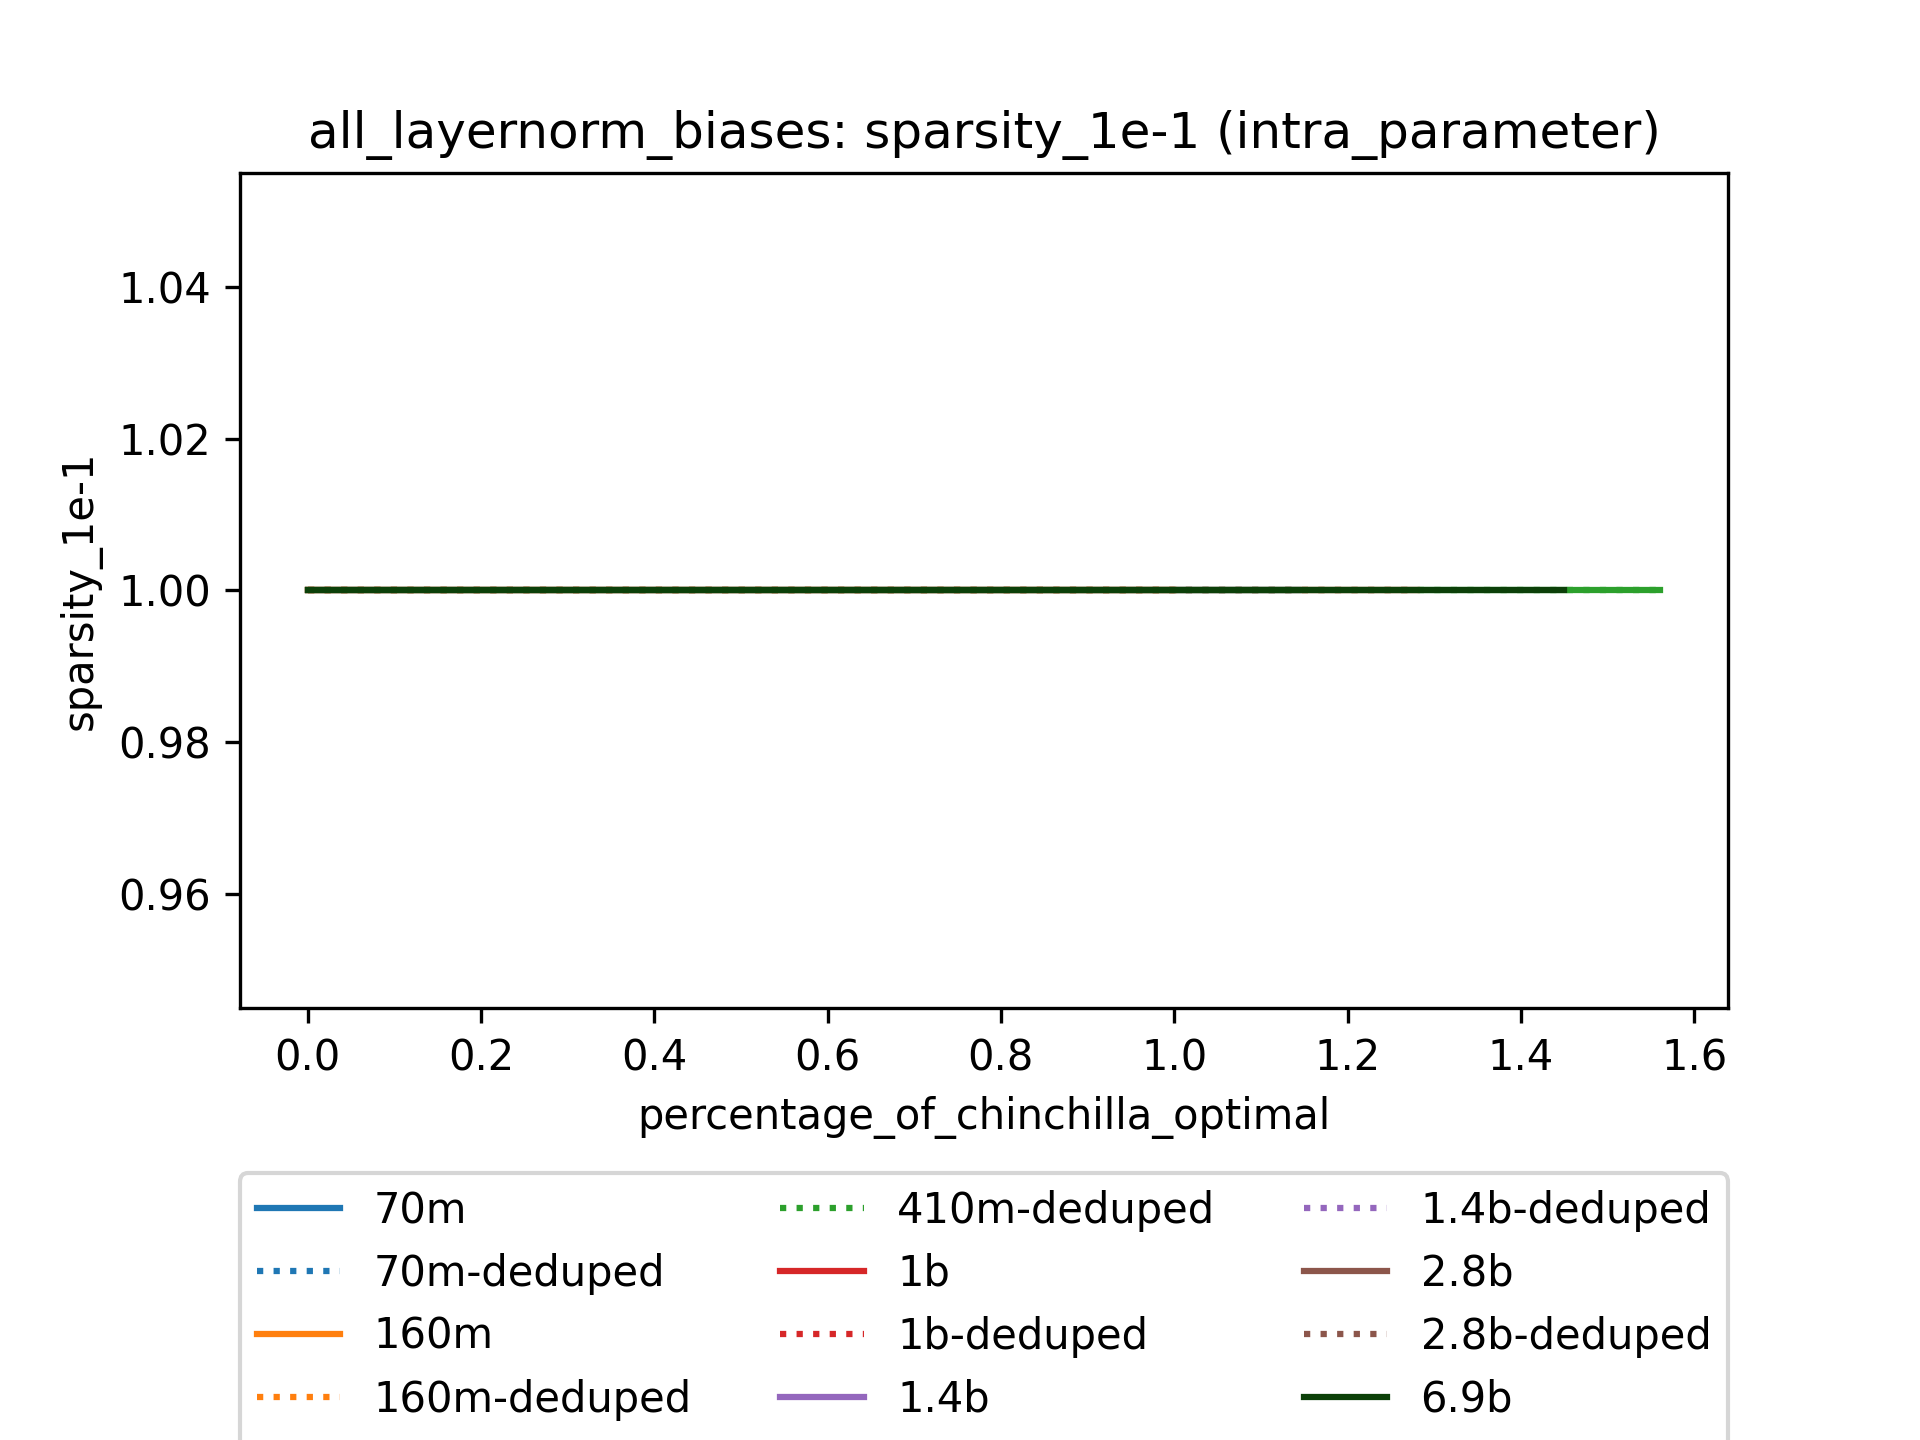 all_layernorm_biases: sparsity_1e-1 (intra_parameter)
sparsity_1e-1
1.04
1.02
1.00
0.98
0.96
0.0 0.2 0.4 0.6 0.8 1.0 1.2 1.4 1.6
percentage_of_chinchilla_optimal
70m
70m-deduped
160m
160m-deduped
410m-deduped
1b
1b-deduped
1.4b
1.4b-deduped
2.8b
2.8b-deduped
6.9b